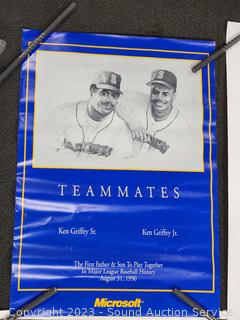 TEAMMATES
Ken Griffey Sr.
Ken Griffey Jr.
The First Father & Son To Play Together
In Major League Baseball History
August 31, 1990
Microsoft
Copyright 2023 - Sound Auction Service